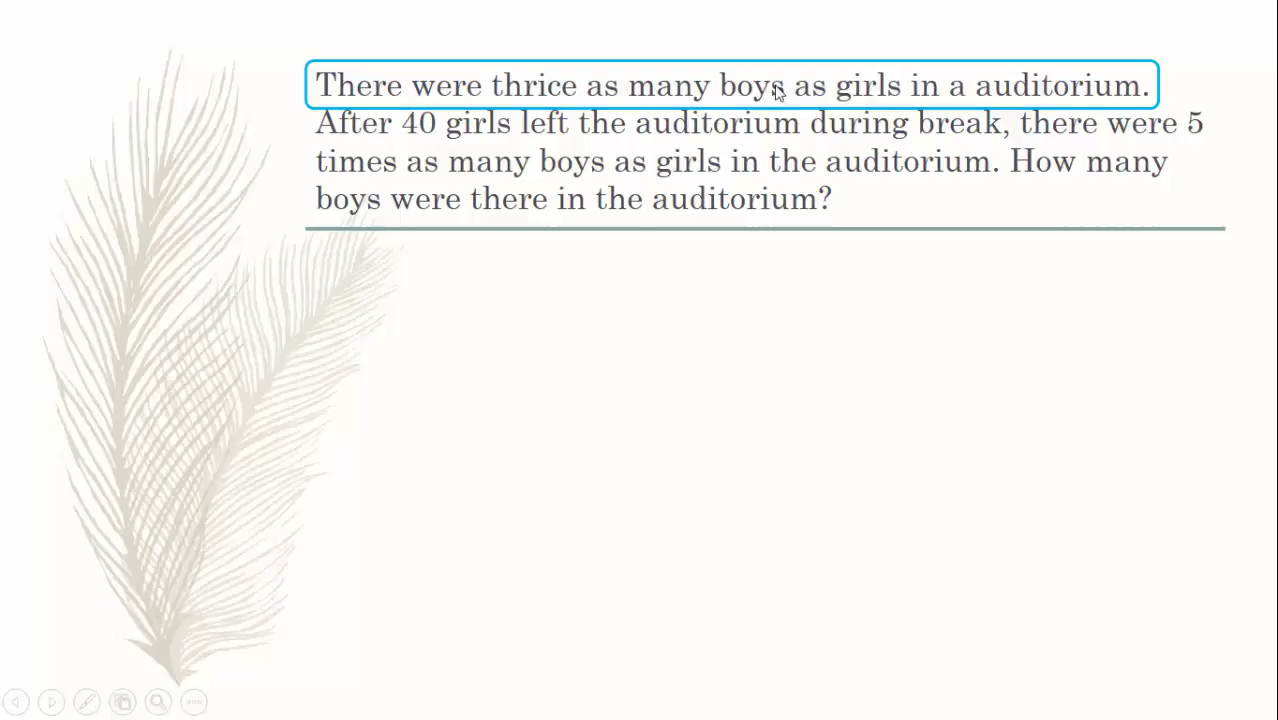 There were thrice as many boys as girls in a auditorium.
After 40 girls left the auditorium during break, there were 5
times as many boys as girls in the auditorium. How many
boys were there in the auditorium?